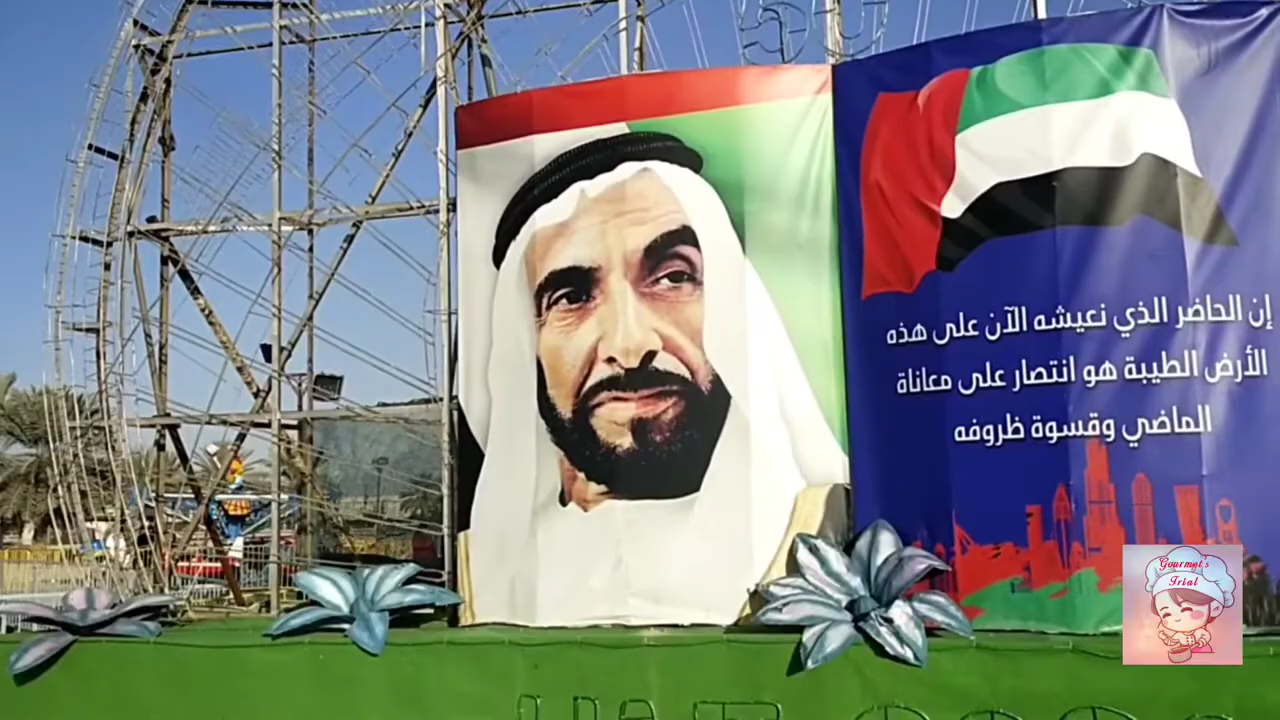 إن الحاضر الذي نعيشه الآن على هذه
الأرض الطيبة هو انتصار على معاناة
الماضي وقسوة ظروفه
Gourmet's
Trial